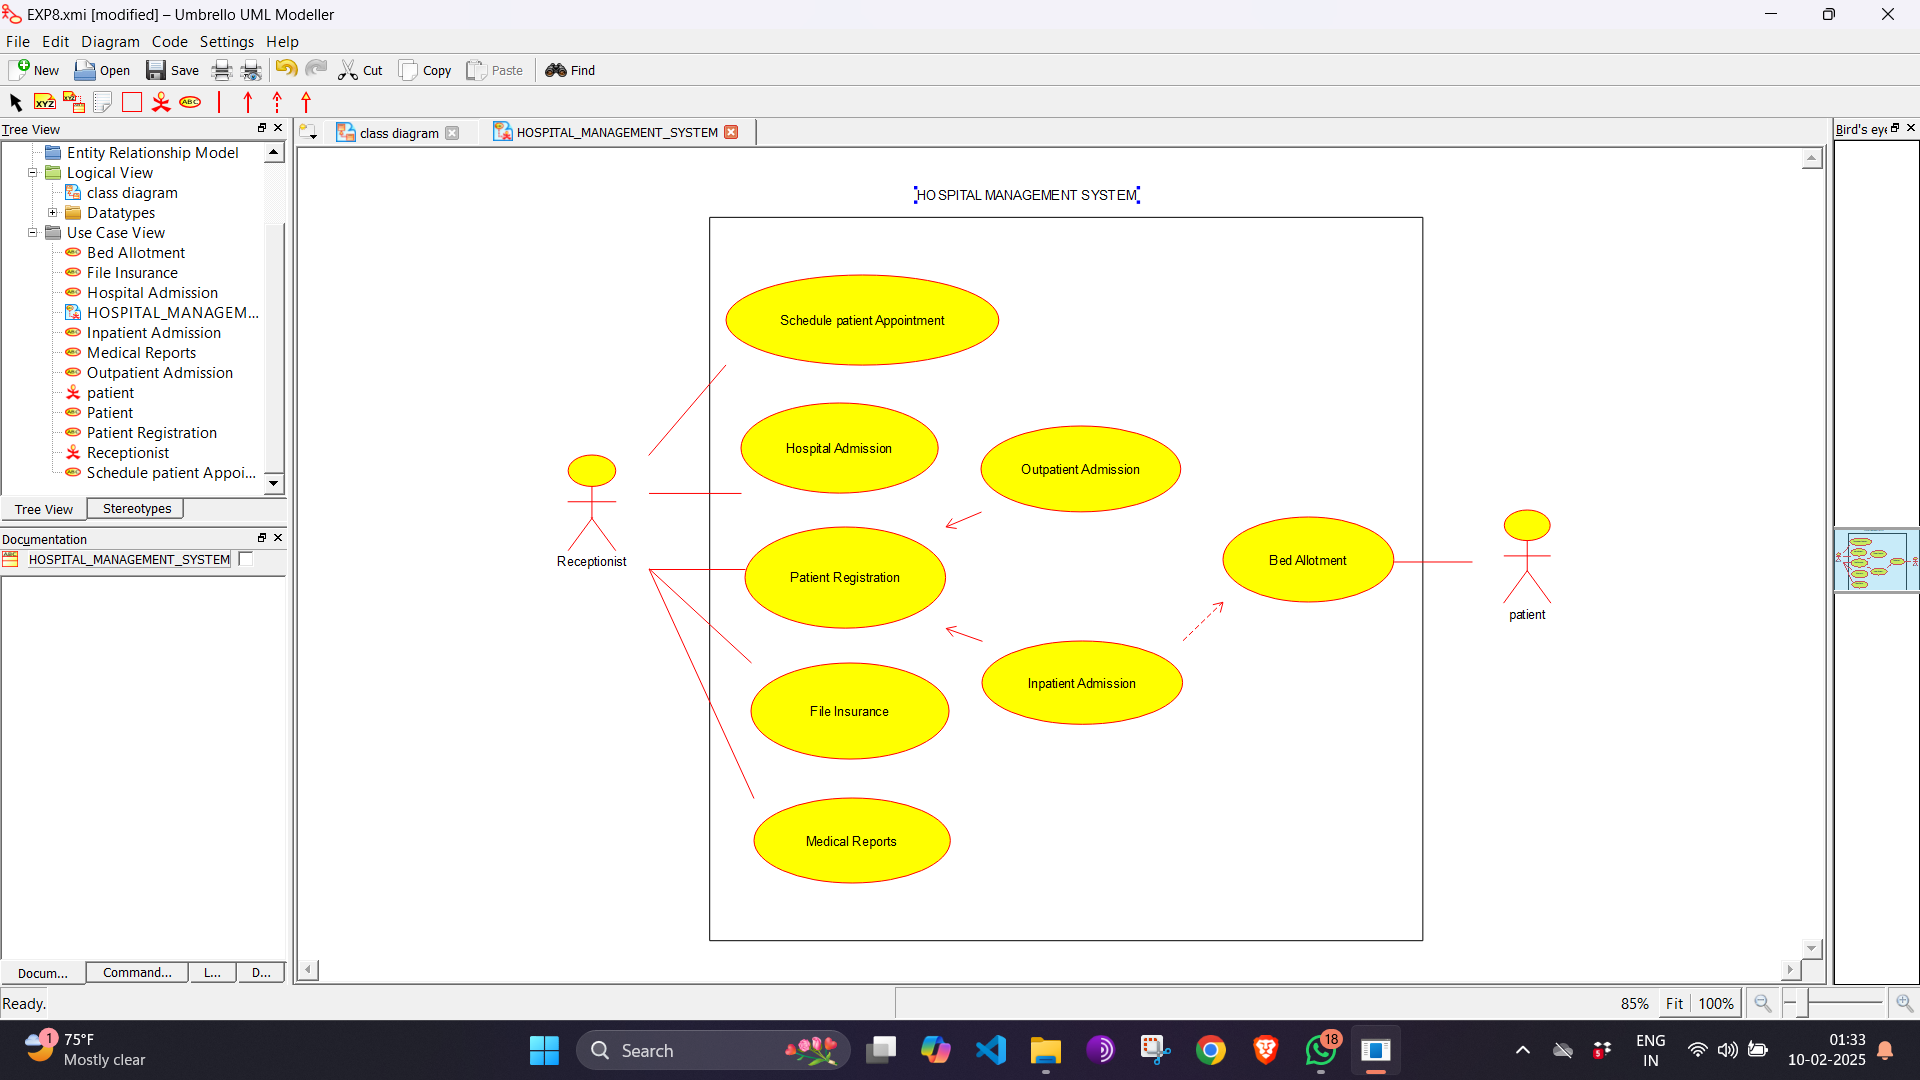 EXP8.xmi [modified] – Umbrello UML Modeller
File Edit Diagram Code Settings Help
New Open Save Cut Copy Paste Find
XYZ ABC
Tree View
class diagram HOSPITAL_MANAGEMENT_SYSTEM
Bird's eye
Entity Relationship Model
Logical View
class diagram
Datatypes
Use Case View
Bed Allotment
File Insurance
Hospital Admission
HOSPITAL_MANAGEM...
Inpatient Admission
Medical Reports
Outpatient Admission
patient
Patient
Patient Registration
Receptionist
Schedule patient Appoi...
Tree View Stereotypes
Documentation
HOSPITAL_MANAGEMENT_SYSTEM
Docum... Command... L... D...
HOSPITAL MANAGEMENT SYSTEM
Schedule patient Appointment
Hospital Admission
Outpatient Admission
Receptionist
Patient Registration
Bed Allotment
patient
Inpatient Admission
File Insurance
Medical Reports
Ready.
85% Fit 100%
1
75°F
Mostly clear
Search
18
5
ENG
IN
01:33
10-02-2025